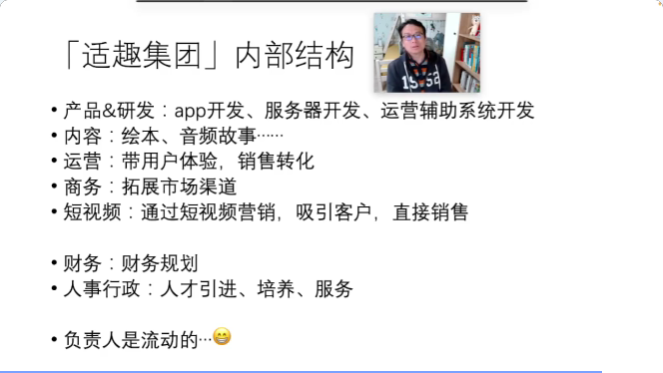 「适趣集团」内部结构
• 产品&研发：app开发、服务器开发、运营辅助系统开发
• 内容：绘本、音频故事……
• 运营：带用户体验，销售转化
• 商务：拓展市场渠道
• 短视频：通过短视频营销，吸引客户，直接销售
• 财务：财务规划
• 人事行政：人才引进、培养、服务
• 负责人是流动的…😁